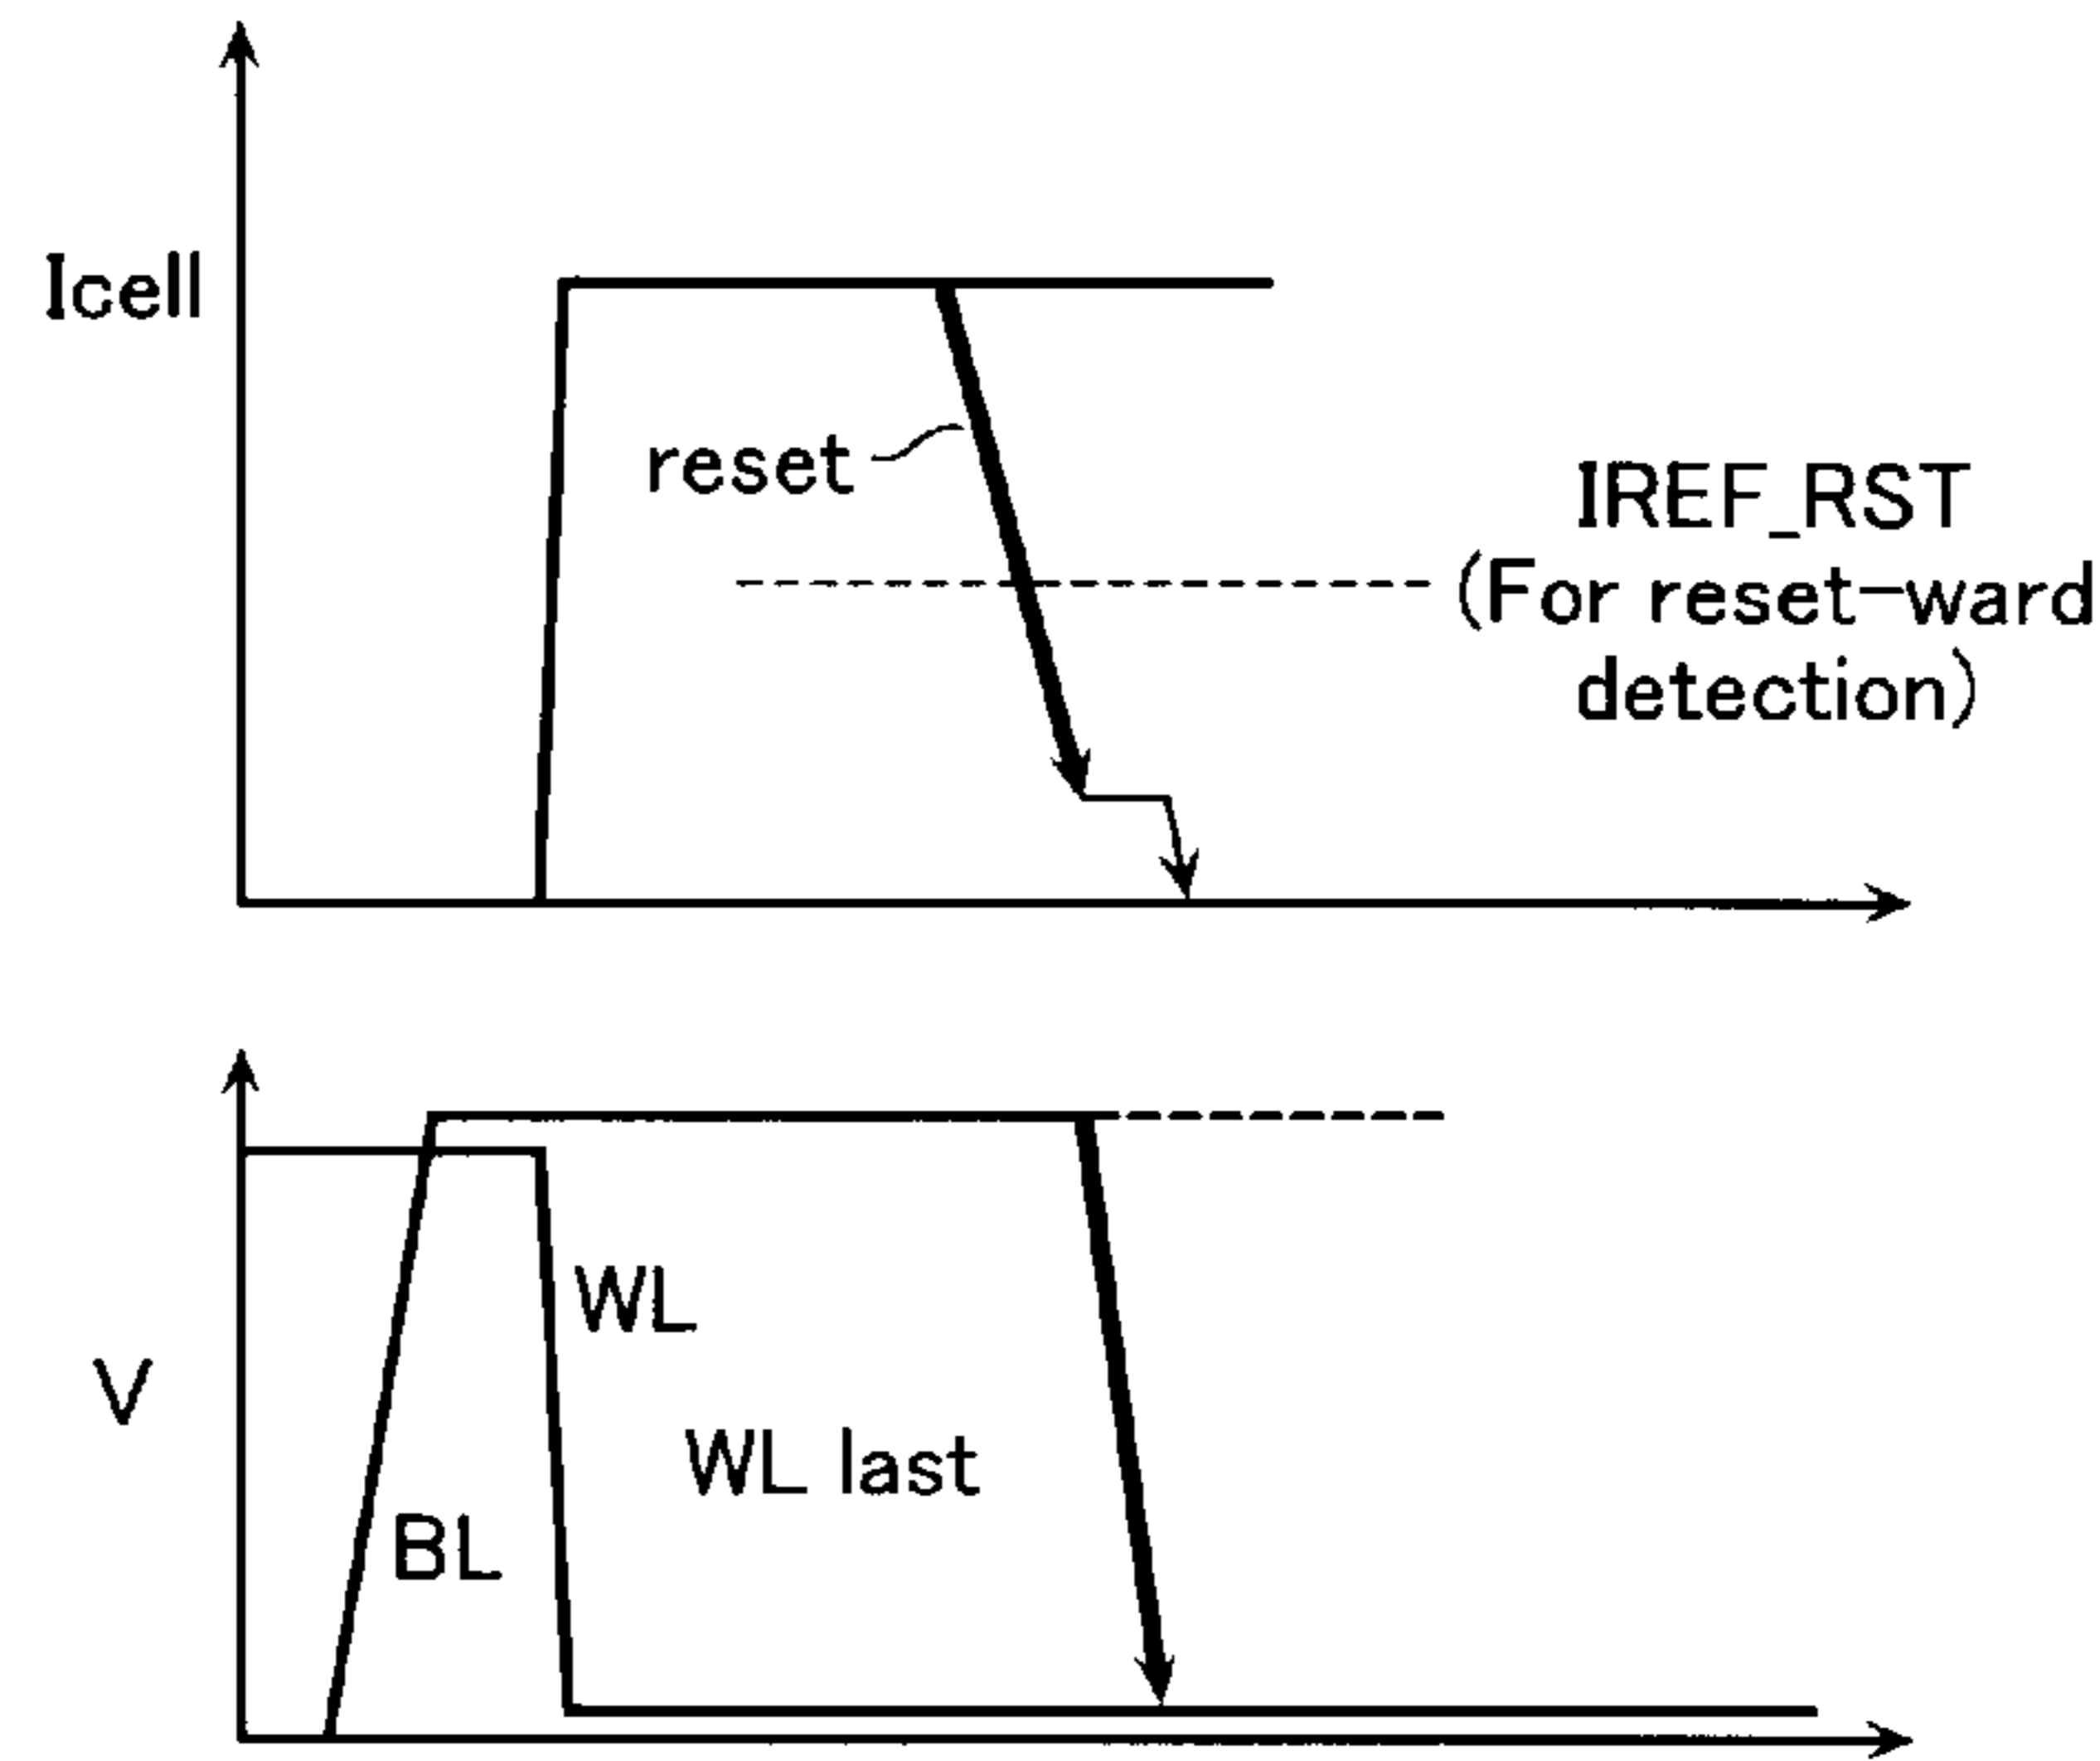 Icell
reset
IREF_RST
(For reset-ward
detection)
WL
V
WL last
BL